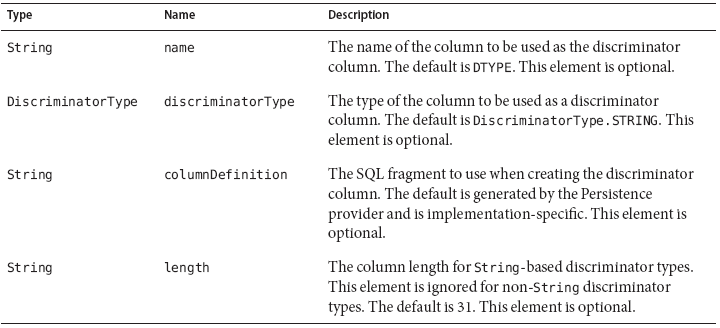 Type Name Description
String name The name of the column to be used as the discriminator
column. The default is DTYPE. This element is optional.
DiscriminatorType discriminatorType The type of the column to be used as a discriminator
column. The default is DiscriminatorType.STRING. This
element is optional.
String columnDefinition The SQL fragment to use when creating the discriminator
column. The default is generated by the Persistence
provider and is implementation-specific. This element is
optional.
String length The column length for String-based discriminator types.
This element is ignored for non-String discriminator
types. The default is 31. This element is optional.